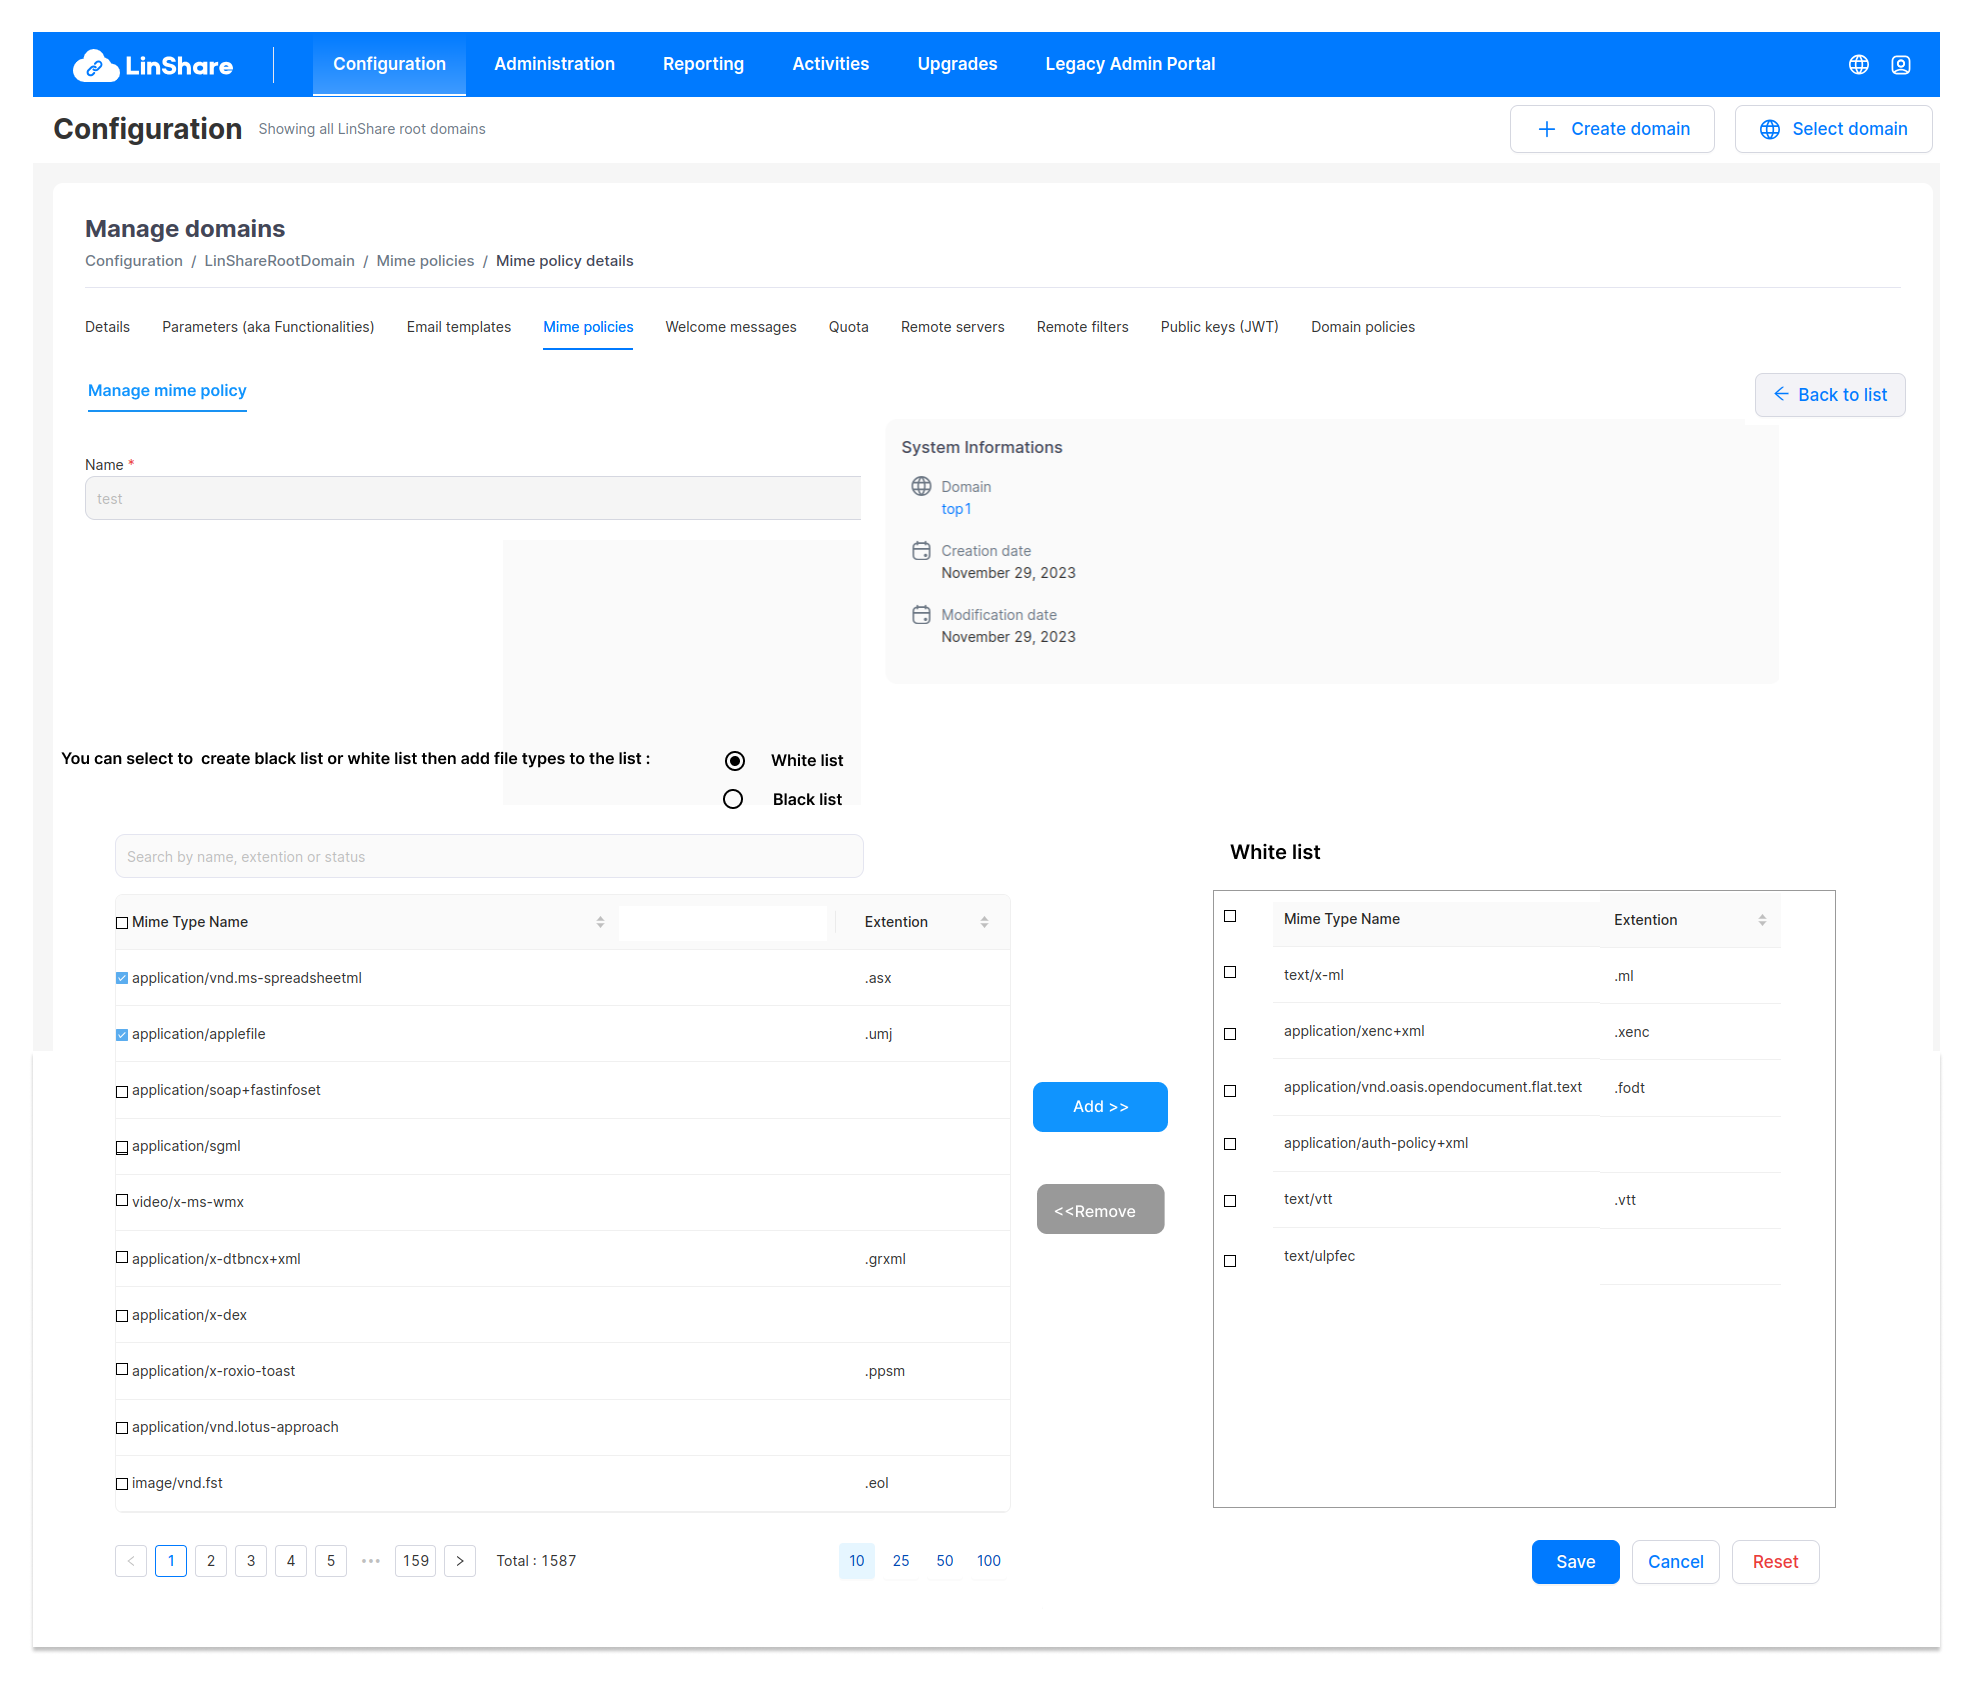 LinShare
Configuration Administration Reporting Activities Upgrades Legacy Admin Portal
Configuration Showing all LinShare root domains
Create domain Select domain
Manage domains
Configuration / LinShareRootDomain / Mime policies / Mime policy details
Details Parameters (aka Functionalities) Email templates Mime policies Welcome messages Quota Remote servers Remote filters Public keys (JWT) Domain policies
Manage mime policy
Back to list
Name *
test
System Informations
Domain
top1
Creation date
November 29, 2023
Modification date
November 29, 2023
You can select to create black list or white list then add file types to the list :
White list
Black list
Search by name, extention or status
Mime Type Name Extention
application/vnd.ms-spreadsheetml .asx
application/applefile .umj
application/soap+fastinfoset
application/sgml
video/x-ms-wmx
application/x-dtbncx+xml .grxml
application/x-dex
application/x-roxio-toast .ppsm
application/vnd.lotus-approach
image/vnd.fst .eol
< 1 2 3 4 5 ••• 159 > Total : 1587
10 25 50 100
Add >>
<<Remove
White list
Mime Type Name Extention
text/x-ml .ml
application/xenc+xml .xenc
application/vnd.oasis.opendocument.flat.text .fodt
application/auth-policy+xml
text/vtt .vtt
text/ulpfec
Save Cancel Reset